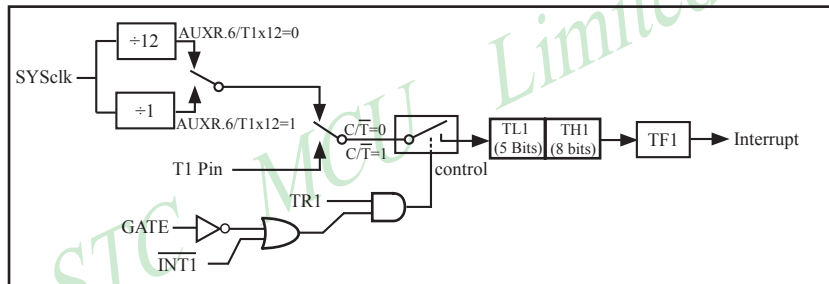 ÷12
AUXR.6/T1x12=0
SYSclk
÷1
AUXR.6/T1x12=1
C/T̅=0
C/T̅=1
T1 Pin
control
TL1
(5 Bits)
TH1
(8 bits)
TF1
Interrupt
TR1
GATE
I̅N̅T̅1̅
STC MCU Limited